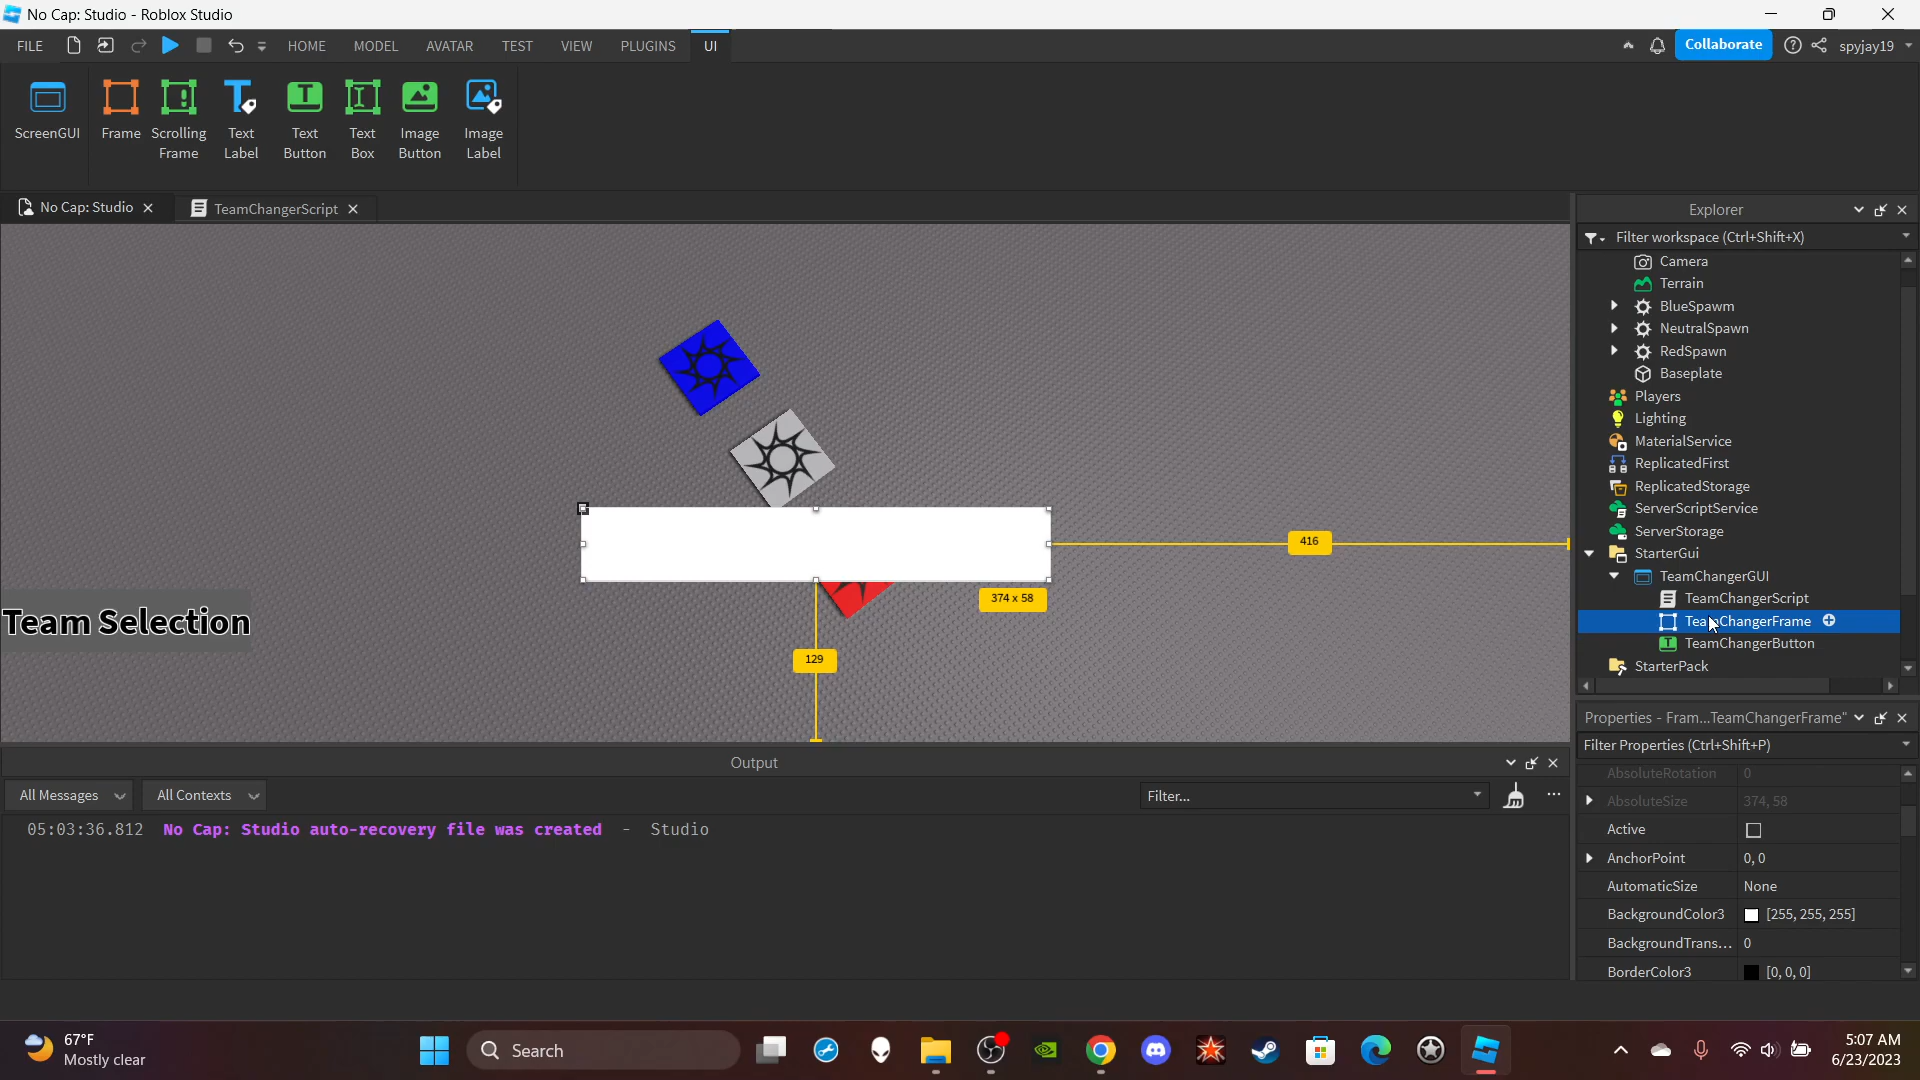 No Cap: Studio - Roblox Studio
FILE HOME MODEL AVATAR TEST VIEW PLUGINS UI Collaborate spyjay19
ScreenGUI
Frame
Scrolling
Frame
Text
Label
Text
Button
Text
Box
Image
Button
Image
Label
No Cap: Studio
TeamChangerScript
Team Selection
416
374 x 58
129
Explorer
Filter workspace (Ctrl+Shift+X)
Camera
Terrain
BlueSpawn
NeutralSpawn
RedSpawn
Baseplate
Players
Lighting
MaterialService
ReplicatedFirst
ReplicatedStorage
ServerScriptService
ServerStorage
StarterGui
TeamChangerGUI
TeamChangerScript
TeamChangerFrame
TeamChangerButton
StarterPack
Properties - Fram...TeamChangerFrame"
Filter Properties (Ctrl+Shift+P)
AbsoluteRotation 0
AbsoluteSize 374, 58
Active
AnchorPoint 0, 0
AutomaticSize None
BackgroundColor3 [255, 255, 255]
BackgroundTrans... 0
BorderColor3 [0, 0, 0]
Output
All Messages All Contexts Filter... ...
05:03:36.812 No Cap: Studio auto-recovery file was created - Studio
67°F
Mostly clear
Search
5:07 AM
6/23/2023